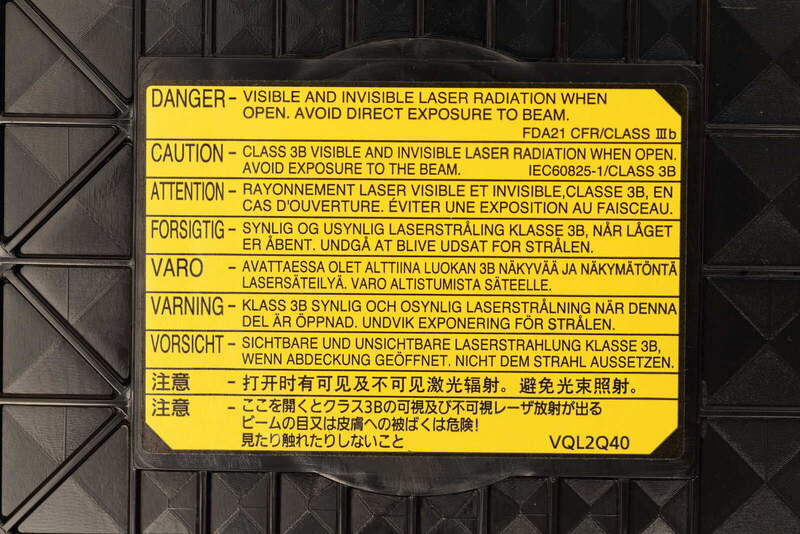 DANGER - VISIBLE AND INVISIBLE LASER RADIATION WHEN
OPEN. AVOID DIRECT EXPOSURE TO BEAM.
FDA21 CFR/CLASS Ⅲb
CAUTION - CLASS 3B VISIBLE AND INVISIBLE LASER RADIATION WHEN OPEN.
AVOID EXPOSURE TO THE BEAM. IEC60825-1/CLASS 3B
ATTENTION - RAYONNEMENT LASER VISIBLE ET INVISIBLE,CLASSE 3B, EN
CAS D'OUVERTURE. ÉVITER UNE EXPOSITION AU FAISCEAU.
FORSIGTIG - SYNLIG OG USYNLIG LASERSTRÅLING KLASSE 3B, NÅR LÅGET
ER ÅBENT. UNDGÅ AT BLIVE UDSAT FOR STRÅLEN.
VARO - AVATTAESSA OLET ALTTIINA LUOKAN 3B NÄKYVÄÄ JA NÄKYMÄTÖNTÄ
LASERSÄTEILYÄ. VARO ALTISTUMISTA SÄTEELLE.
VARNING - KLASS 3B SYNLIG OCH OSYNLIG LASERSTRÅLNING NÄR DENNA
DEL ÄR ÖPPNAD. UNDVIK EXPONERING FÖR STRÅLEN.
VORSICHT - SICHTBARE UND UNSICHTBARE LASERSTRAHLUNG KLASSE 3B,
WENN ABDECKUNG GEÖFFNET. NICHT DEM STRAHL AUSSETZEN.
注意 - 打开时有可见及不可见激光辐射。避免光束照射。
注意 - ここを開くとクラス3Bの可視及び不可視レーザ放射が出る
ビームの目又は皮膚への被ばくは危険!
見たり触れたりしないこと VQL2Q40